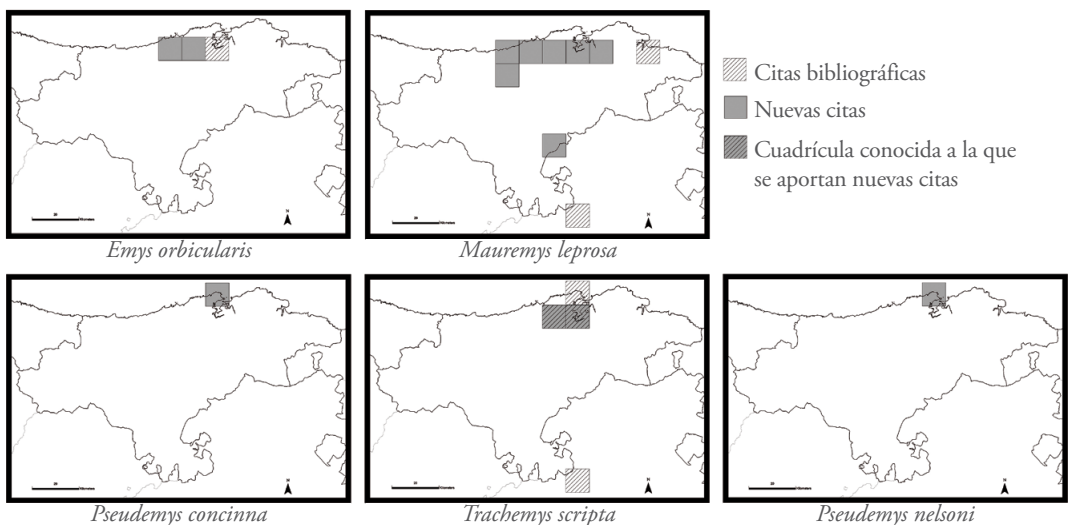 Citas bibliográficas
Nuevas citas
Cuadrícula conocida a la que
se aportan nuevas citas
Emys orbicularis
Mauremys leprosa
Pseudemys concinna
Trachemys scripta
Pseudemys nelsoni